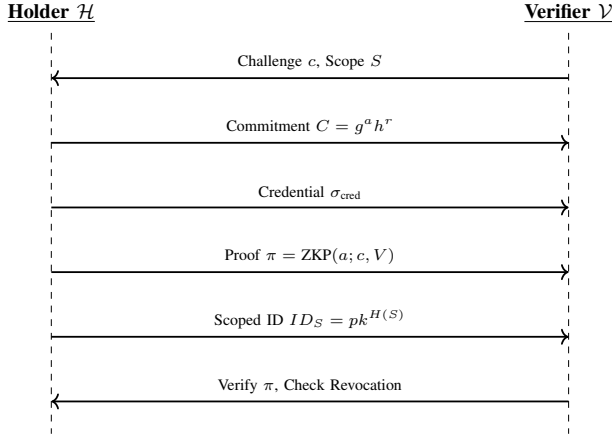 Holder ℋ Verifier 𝒱
Challenge c, Scope S
Commitment C = g^a h^r
Credential σ_cred
Proof π = ZKP(a; c, V)
Scoped ID ID_S = pk^{H(S)}
Verify π, Check Revocation